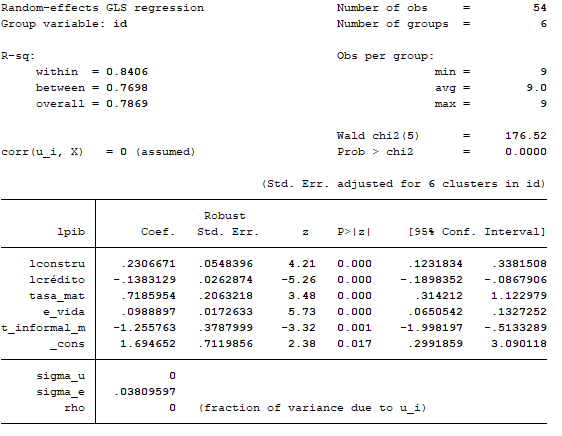 Random-effects GLS regression Number of obs = 54
Group variable: id Number of groups = 6
R-sq: Obs per group:
within = 0.8406 min = 9
between = 0.7698 avg = 9.0
overall = 0.7869 max = 9
Wald chi2(5) = 176.52
corr(u_i, X) = 0 (assumed) Prob > chi2 = 0.0000
(Std. Err. adjusted for 6 clusters in id)
Robust
lpib Coef. Std. Err. z P>|z| [95% Conf. Interval]
lconstru .2306671 .0548396 4.21 0.000 .1231834 .3381508
lcrédito -.1383129 .0262874 -5.26 0.000 -.1898352 -.0867906
tasa_mat .7185954 .2063218 3.48 0.000 .314212 1.122979
e_vida .0988897 .0172633 5.73 0.000 .0650542 .1327252
t_informal_m -1.255763 .3787999 -3.32 0.001 -1.998197 -.5133289
_cons 1.694652 .7119856 2.38 0.017 .2991859 3.090118
sigma_u 0
sigma_e .03809597
rho 0 (fraction of variance due to u_i)